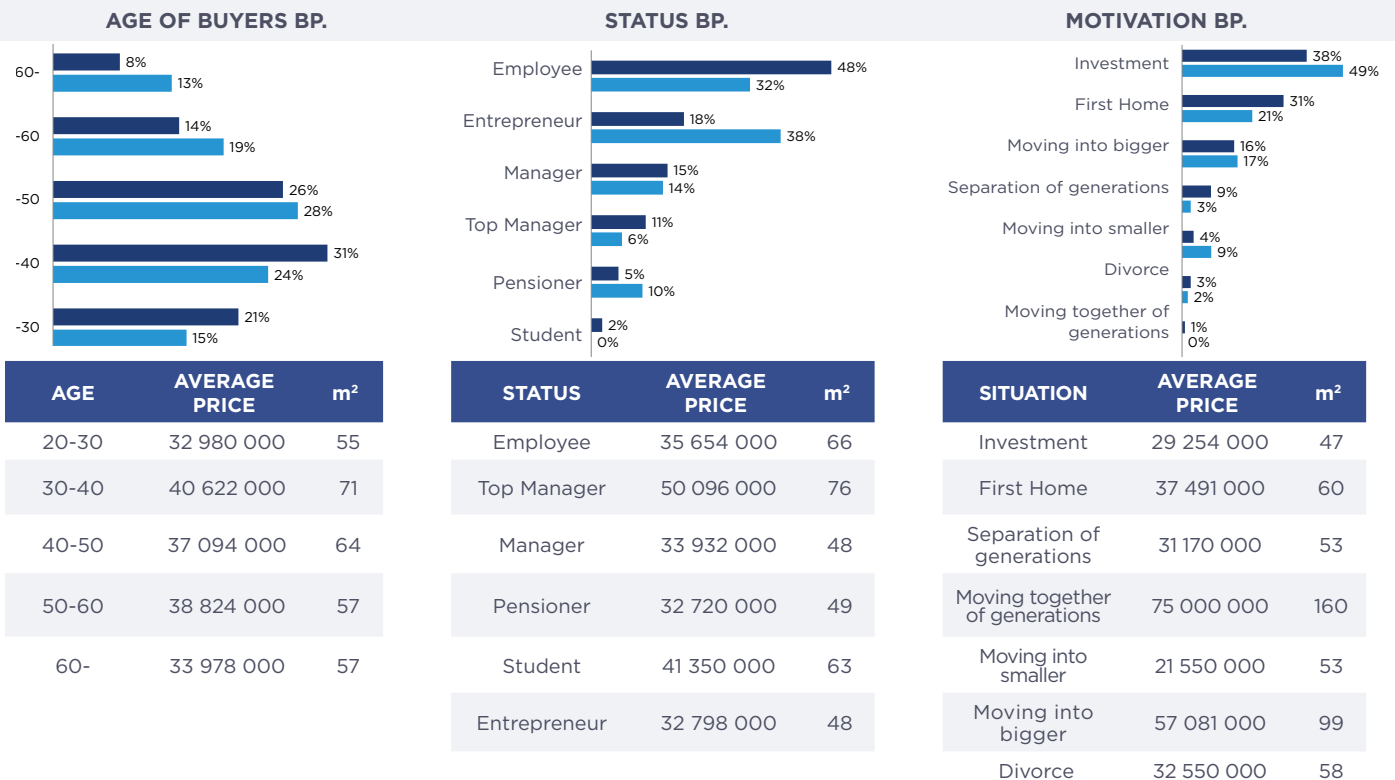 AGE OF BUYERS BP.
60-
8%
13%
-60
14%
19%
-50
26%
28%
-40
31%
24%
-30
21%
15%
AGE AVERAGE PRICE m²
20-30 32 980 000 55
30-40 40 622 000 71
40-50 37 094 000 64
50-60 38 824 000 57
60- 33 978 000 57
STATUS BP.
Employee
48%
32%
Entrepreneur
18%
38%
Manager
15%
14%
Top Manager
11%
6%
Pensioner
5%
10%
Student
2%
0%
STATUS AVERAGE PRICE m²
Employee 35 654 000 66
Top Manager 50 096 000 76
Manager 33 932 000 48
Pensioner 32 720 000 49
Student 41 350 000 63
Entrepreneur 32 798 000 48
MOTIVATION BP.
Investment
38%
49%
First Home
31%
21%
Moving into bigger
16%
17%
Separation of generations
9%
3%
Moving into smaller
4%
9%
Divorce
3%
2%
Moving together of
generations
1%
0%
SITUATION AVERAGE PRICE m²
Investment 29 254 000 47
First Home 37 491 000 60
Separation of
generations 31 170 000 53
Moving together
of generations 75 000 000 160
Moving into
smaller 21 550 000 53
Moving into
bigger 57 081 000 99
Divorce 32 550 000 58